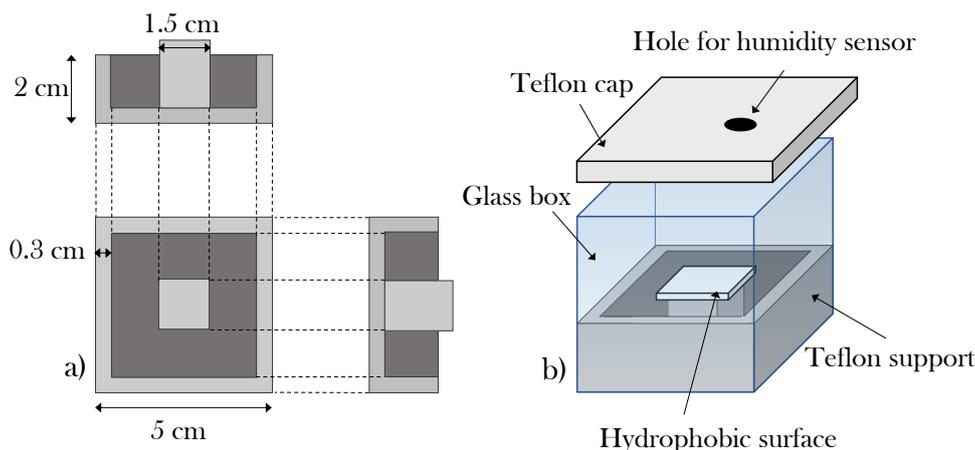 1.5 cm
2 cm
0.3 cm
a)
5 cm
Hole for humidity sensor
Teflon cap
Glass box
Teflon support
b)
Hydrophobic surface